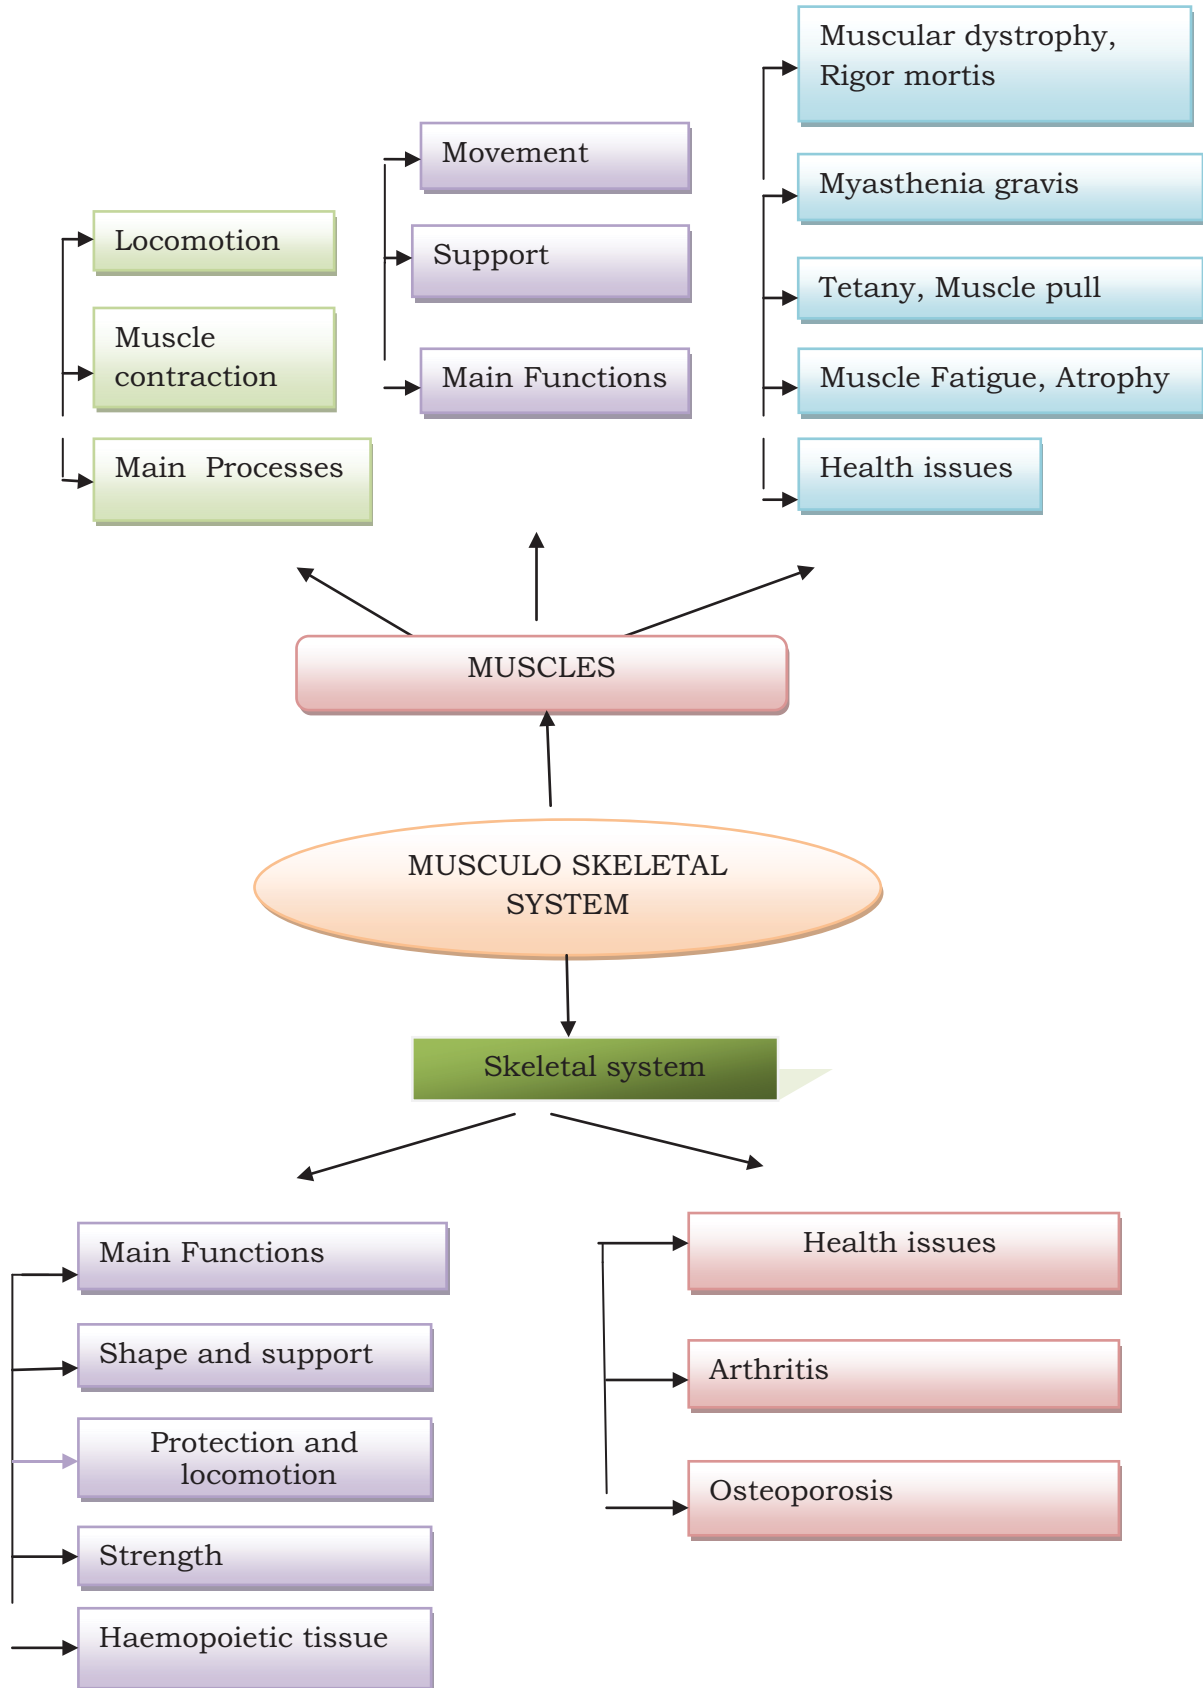 Muscular dystrophy,
Rigor mortis
Movement
Myasthenia gravis
Locomotion
Support
Tetany, Muscle pull
Muscle
contraction
Main Functions
Muscle Fatigue, Atrophy
Main Processes
Health issues
MUSCLES
MUSCULO SKELETAL
SYSTEM
Skeletal system
Main Functions
Health issues
Shape and support
Arthritis
Protection and
locomotion
Osteoporosis
Strength
Haemopoietic tissue